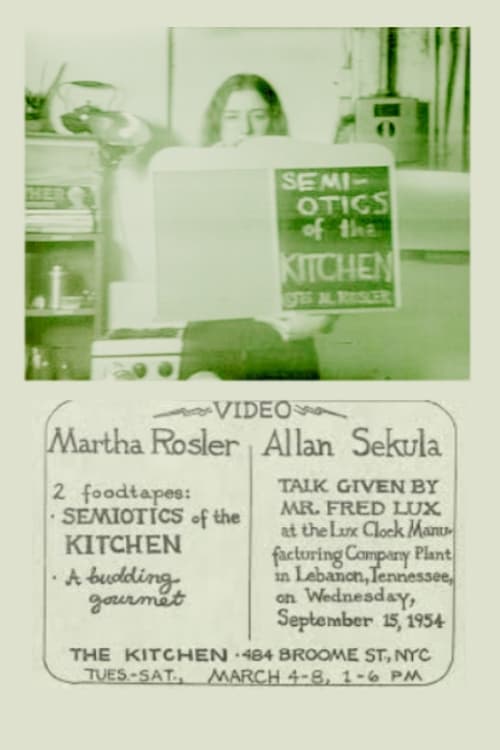 THER
SEMI-
OTICS
of the
KITCHEN
1975 M. ROSLER
VIDEO
Martha Rosler
2 foodtapes:
· SEMIOTICS of the
KITCHEN
· A budding
gourmet
Allan Sekula
TALK GIVEN BY
MR. FRED LUX
at the Lux Clock Manu-
facturing Company Plant
in Lebanon, Tennessee,
on Wednesday,
September 15, 1954
THE KITCHEN · 484 BROOME ST., NYC
TUES.-SAT., MARCH 4-8, 1-6 PM